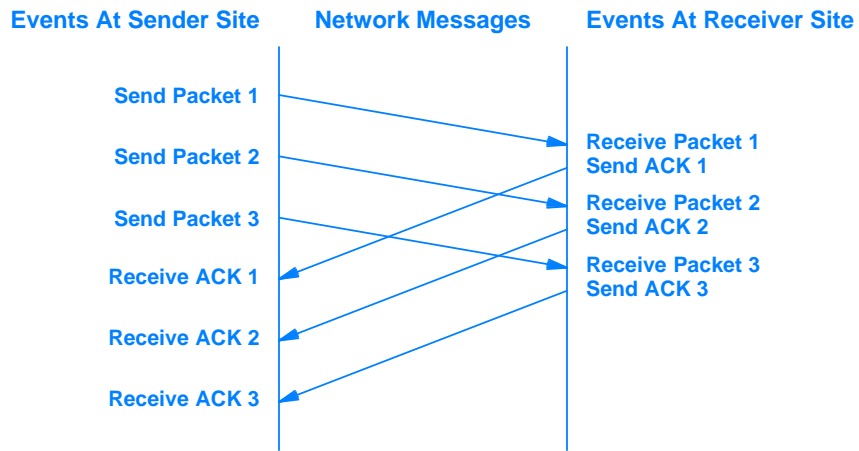 Events At Sender Site
Network Messages
Events At Receiver Site
Send Packet 1
Receive Packet 1
Send ACK 1
Send Packet 2
Receive Packet 2
Send ACK 2
Send Packet 3
Receive Packet 3
Send ACK 3
Receive ACK 1
Receive ACK 2
Receive ACK 3